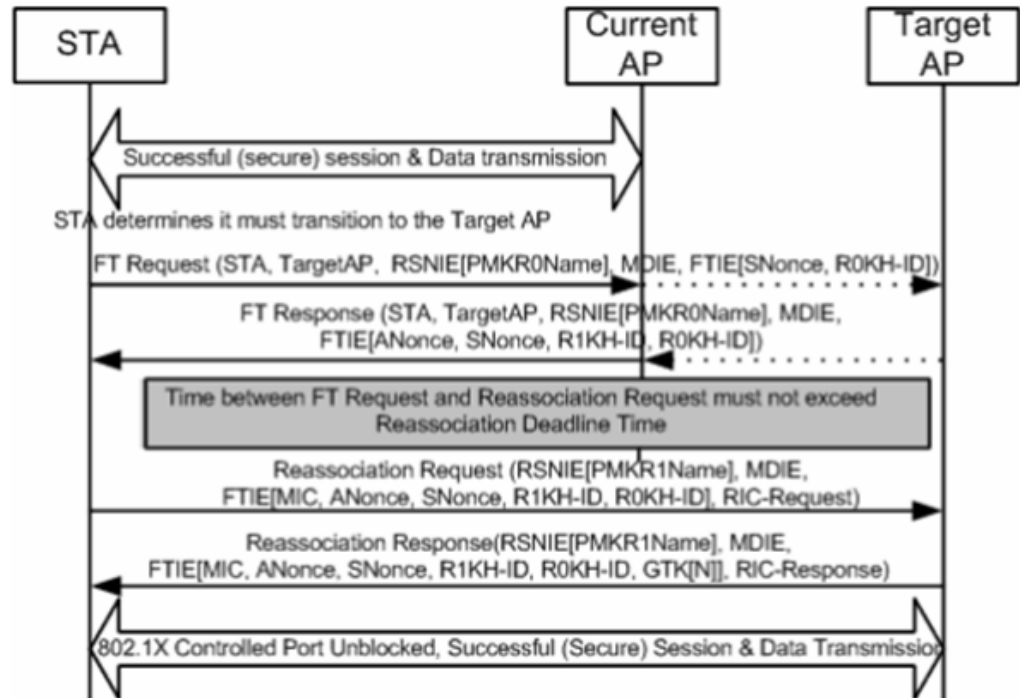 STA
Current
AP
Target
AP
Successful (secure) session & Data transmission
STA determines it must transition to the Target AP
FT Request (STA, TargetAP, RSNIE[PMKR0Name], MDIE, FTIE[SNonce, R0KH-ID])
FT Response (STA, TargetAP, RSNIE[PMKR0Name], MDIE,
FTIE[ANonce, SNonce, R1KH-ID, R0KH-ID])
Time between FT Request and Reassociation Request must not exceed
Reassociation Deadline Time
Reassociation Request (RSNIE[PMKR1Name], MDIE,
FTIE[MIC, ANonce, SNonce, R1KH-ID, R0KH-ID], RIC-Request)
Reassociation Response(RSNIE[PMKR1Name], MDIE,
FTIE[MIC, ANonce, SNonce, R1KH-ID, R0KH-ID, GTK[N]], RIC-Response)
802.1X Controlled Port Unblocked, Successful (Secure) Session & Data Transmission